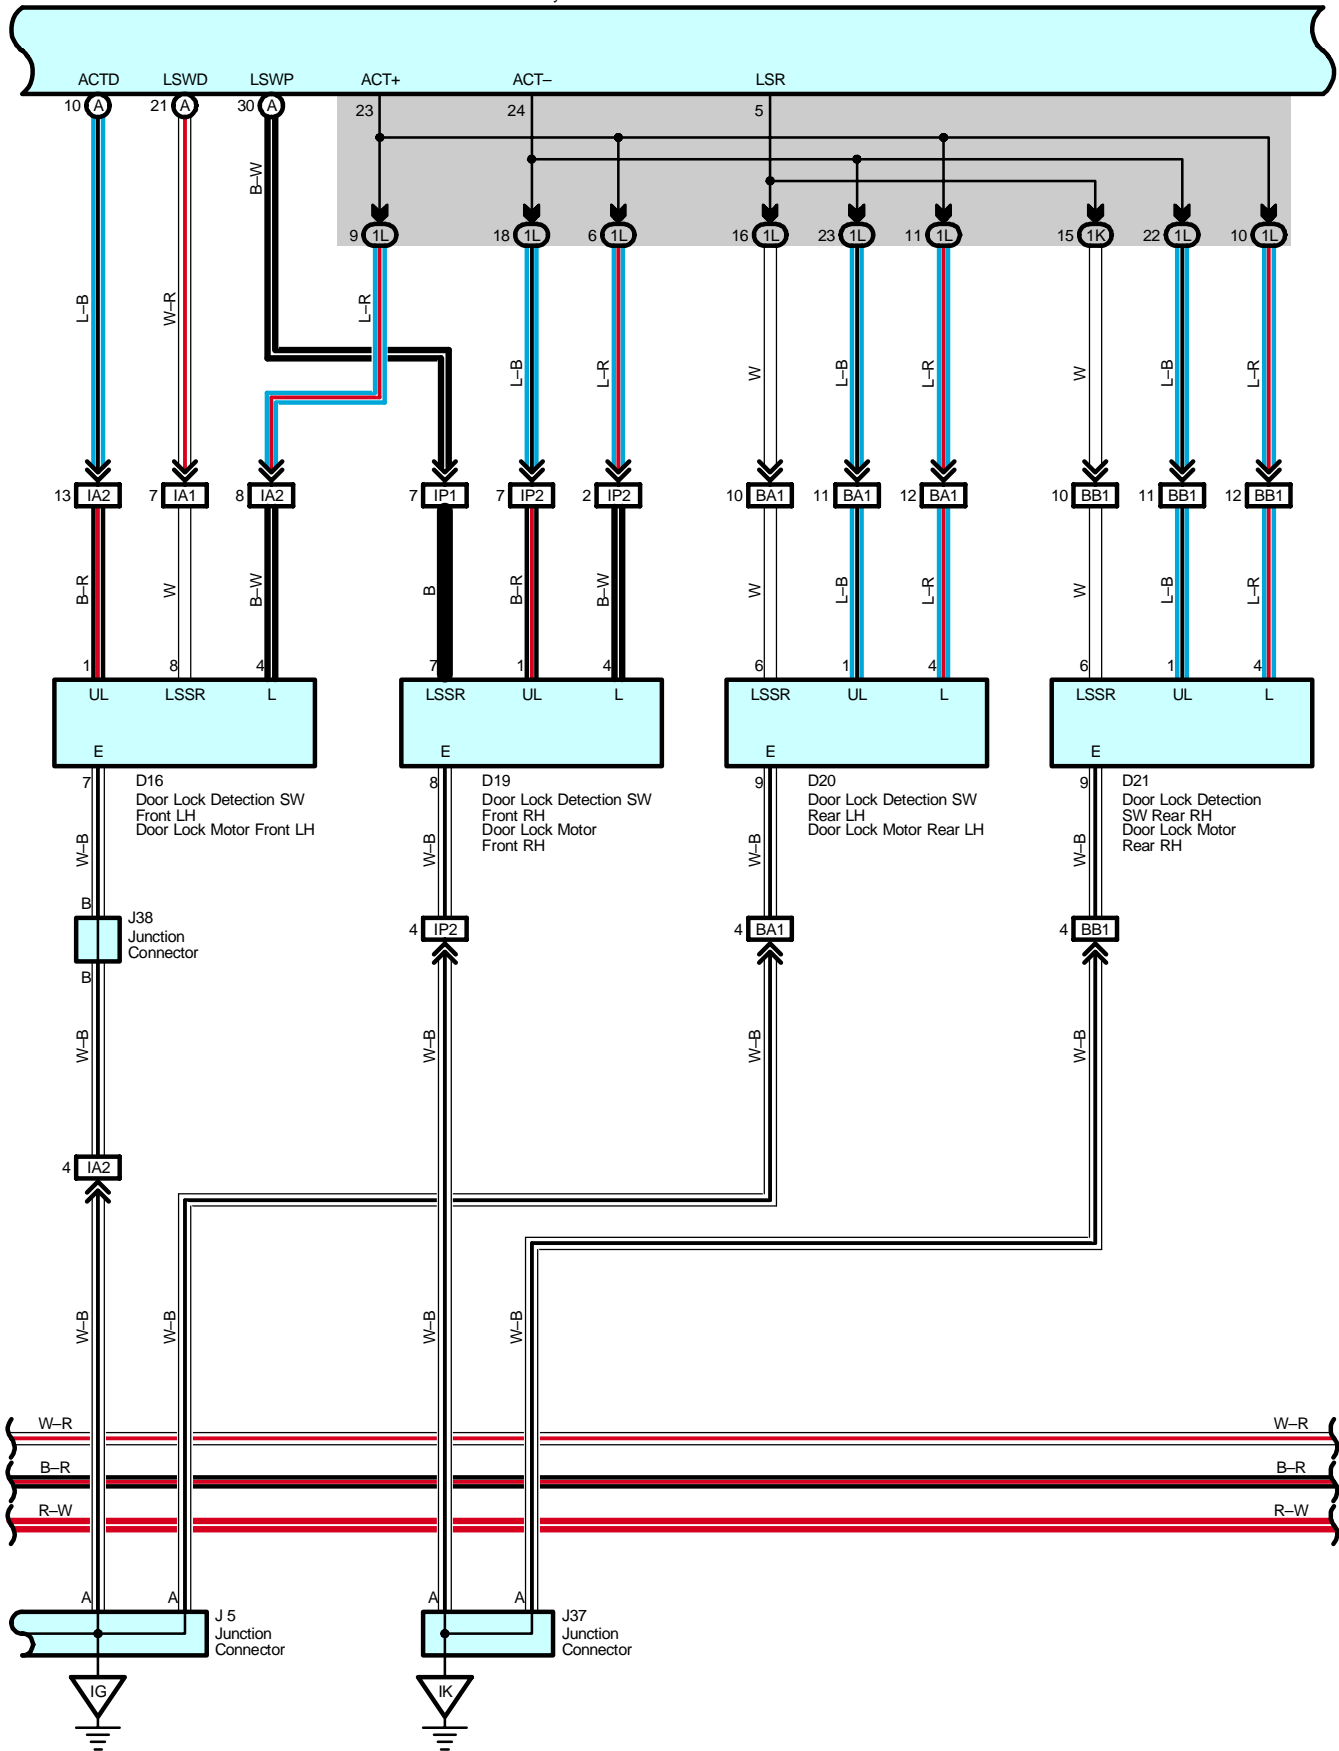 ACTD LSWD LSWP ACT+ ACT– LSR
10 A 21 A 30 A 23 24 5
B–W
9 1L 18 1L 6 1L 16 1L 23 1L 11 1L 15 1K 22 1L 10 1L
L–B W–R L–R
L–B L–R W L–B L–R W L–B L–R
13 IA2 7 IA1 8 IA2 7 IP1 7 IP2 2 IP2 10 BA1 11 BA1 12 BA1 10 BB1 11 BB1 12 BB1
B–R W B–W B B–R B–W W L–B L–R W L–B L–R
1 8 4 7 1 4 6 1 4 6 1 4
UL LSSR L LSSR UL L LSSR UL L LSSR UL L
E E E E
7 D16 8 D19 9 D20 9 D21
Door Lock Detection SW
Front LH
Door Lock Motor Front LH
Door Lock Detection SW
Front RH
Door Lock Motor
Front RH
Door Lock Detection SW
Rear LH
Door Lock Motor Rear LH
Door Lock Detection
SW Rear RH
Door Lock Motor
Rear RH
W–B W–B W–B W–B
B
J38
Junction
Connector
B
4 IP2 4 BA1 4 BB1
W–B W–B W–B W–B
4 IA2
W–B W–B W–B W–B
W–R W–R
B–R B–R
R–W R–W
A A A A
J 5
Junction
Connector
J37
Junction
Connector
IG IK